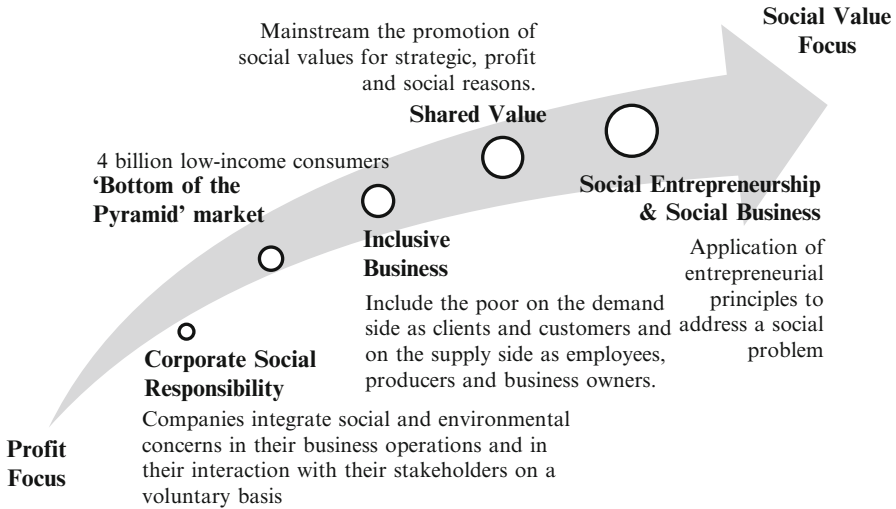 Social Value
Focus
Mainstream the promotion of
social values for strategic, profit
and social reasons.
Shared Value
4 billion low-income consumers
‘Bottom of the
Pyramid’ market
Social Entrepreneurship
& Social Business
Inclusive
Business
Application of
entrepreneurial
principles to
address a social
problem
Include the poor on the demand
side as clients and customers and
on the supply side as employees,
producers and business owners.
Corporate Social
Responsibility
Companies integrate social and environmental
concerns in their business operations and in
their interaction with their stakeholders on a
voluntary basis
Profit
Focus